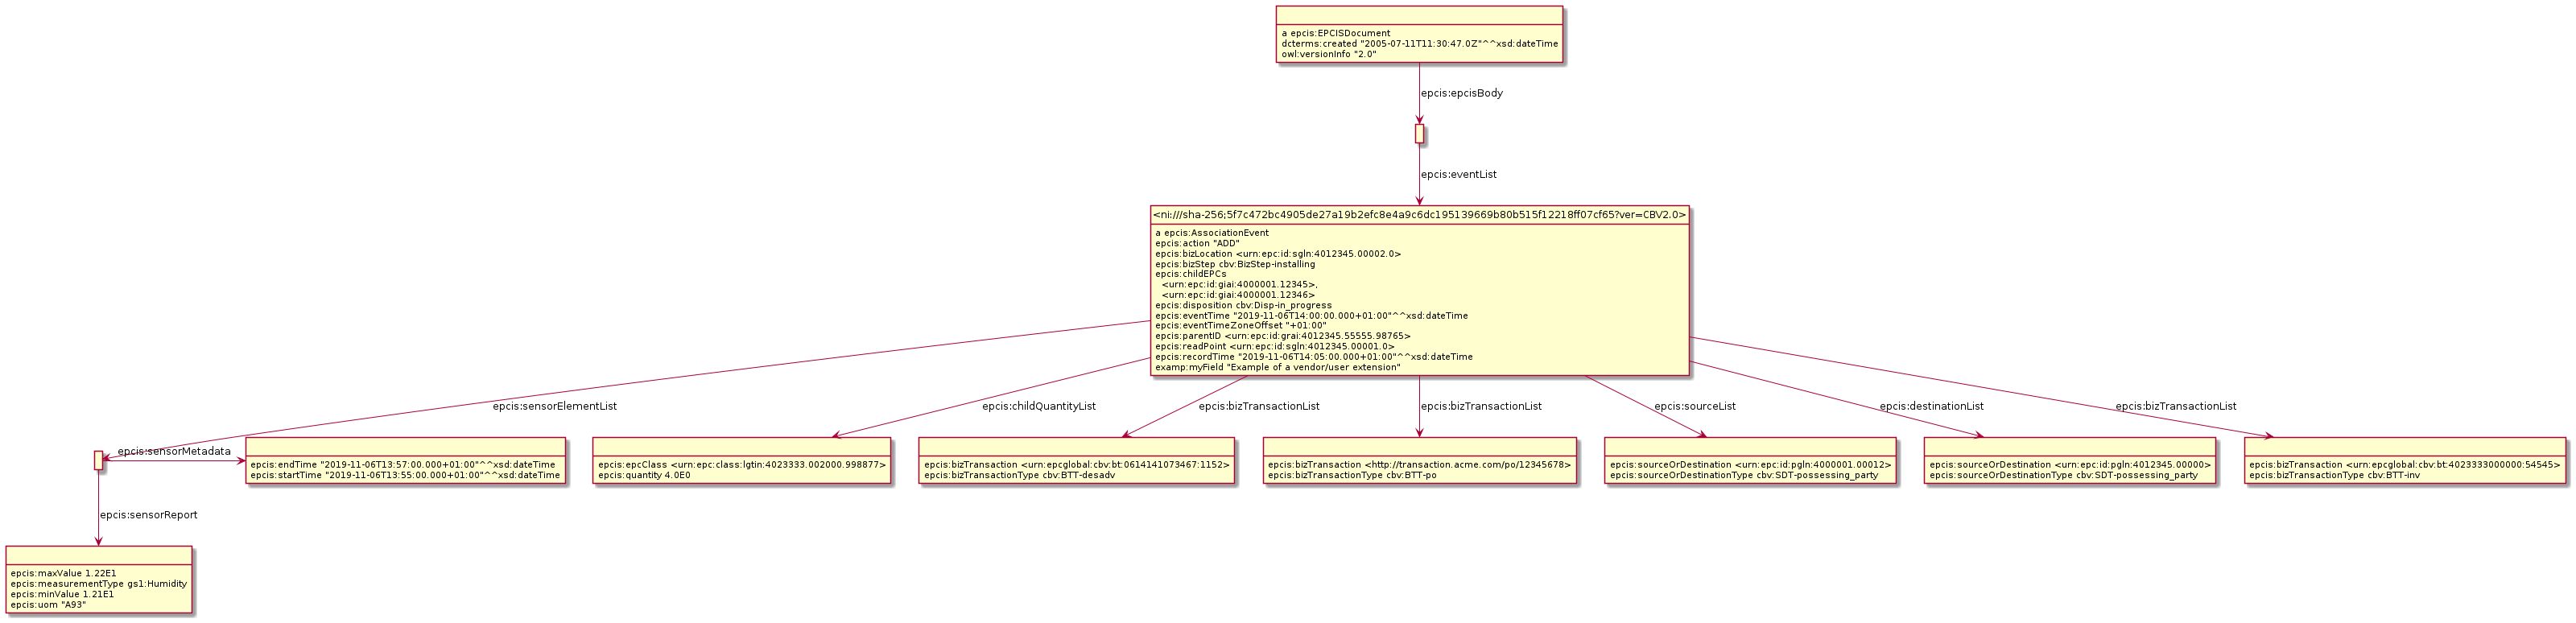 a epcis:EPCISDocument
dcterms:created "2005-07-11T11:30:47.0Z"^^xsd:dateTime
owl:versionInfo "2.0"
epcis:epcisBody
epcis:eventList
<ni:///sha-256;5f7c472bc4905de27a19b2efc8e4a9c6dc195139669b80b515f12218ff07cf65?ver=CBV2.0>
a epcis:AssociationEvent
epcis:action "ADD"
epcis:bizLocation <urn:epc:id:sgln:4012345.00002.0>
epcis:bizStep cbv:BizStep-installing
epcis:childEPCs
<urn:epc:id:giai:4000001.12345>,
<urn:epc:id:giai:4000001.12346>
epcis:disposition cbv:Disp-in_progress
epcis:eventTime "2019-11-06T14:00:00.000+01:00"^^xsd:dateTime
epcis:eventTimeZoneOffset "+01:00"
epcis:parentID <urn:epc:id:grai:4012345.55555.98765>
epcis:readPoint <urn:epc:id:sgln:4012345.00001.0>
epcis:recordTime "2019-11-06T14:05:00.000+01:00"^^xsd:dateTime
examp:myField "Example of a vendor/user extension"
epcis:sensorElementList
epcis:childQuantityList
epcis:bizTransactionList
epcis:bizTransactionList
epcis:sourceList
epcis:destinationList
epcis:bizTransactionList
epcis:sensorMetadata
epcis:endTime "2019-11-06T13:57:00.000+01:00"^^xsd:dateTime
epcis:startTime "2019-11-06T13:55:00.000+01:00"^^xsd:dateTime
epcis:epcClass <urn:epc:class:lgtin:4023333.002000.998877>
epcis:quantity 4.0E0
epcis:bizTransaction <urn:epcglobal:cbv:bt:0614141073467:1152>
epcis:bizTransactionType cbv:BTT-desadv
epcis:bizTransaction <http://transaction.acme.com/po/12345678>
epcis:bizTransactionType cbv:BTT-po
epcis:sourceOrDestination <urn:epc:id:pgln:4000001.00012>
epcis:sourceOrDestinationType cbv:SDT-possessing_party
epcis:sourceOrDestination <urn:epc:id:pgln:4012345.00000>
epcis:sourceOrDestinationType cbv:SDT-possessing_party
epcis:bizTransaction <urn:epcglobal:cbv:bt:4023333000000:54545>
epcis:bizTransactionType cbv:BTT-inv
epcis:sensorReport
epcis:maxValue 1.22E1
epcis:measurementType gs1:Humidity
epcis:minValue 1.21E1
epcis:uom "A93"